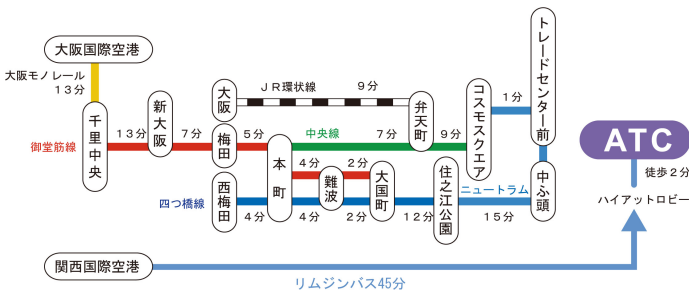 大阪国際空港
大阪モノレール
13分
千里中央
御堂筋線
13分
新大阪
7分
大阪
JR環状線
9分
弁天町
梅田
5分
本町
中央線
7分
9分
コスモスクエア
1分
トレードセンター前
西梅田
四つ橋線
4分
4分
難波
2分
大国町
4分
2分
12分
住之江公園
ニュートラム
15分
中ふ頭
ATC
徒歩2分
ハイアットロビー
関西国際空港
リムジンバス45分